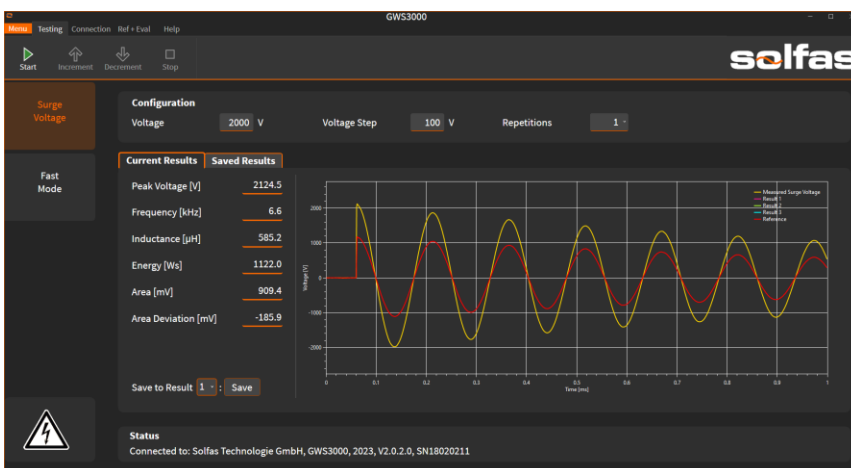 GWS3000
Menu Testing Connection Ref + Eval Help
Start Increment Decrement Stop
solfas
Surge
Voltage
Fast
Mode
Configuration
Voltage 2000 V Voltage Step 100 V Repetitions 1
Current Results Saved Results
Peak Voltage [V] 2124.5
Frequency [kHz] 6.6
Inductance [µH] 585.2
Energy [Ws] 1122.0
Area [mV] 909.4
Area Deviation [mV] -185.9
Save to Result 1 : Save
Measured Surge Voltage
Result 1
Result 2
Result 3
Reference
2000
1000
0
-1000
-2000
Voltage [V]
0 0.1 0.2 0.3 0.4 0.5 0.6 0.7 0.8 0.9 1
Time [ms]
Status
Connected to: Solfas Technologie GmbH, GWS3000, 2023, V2.0.2.0, SN18020211